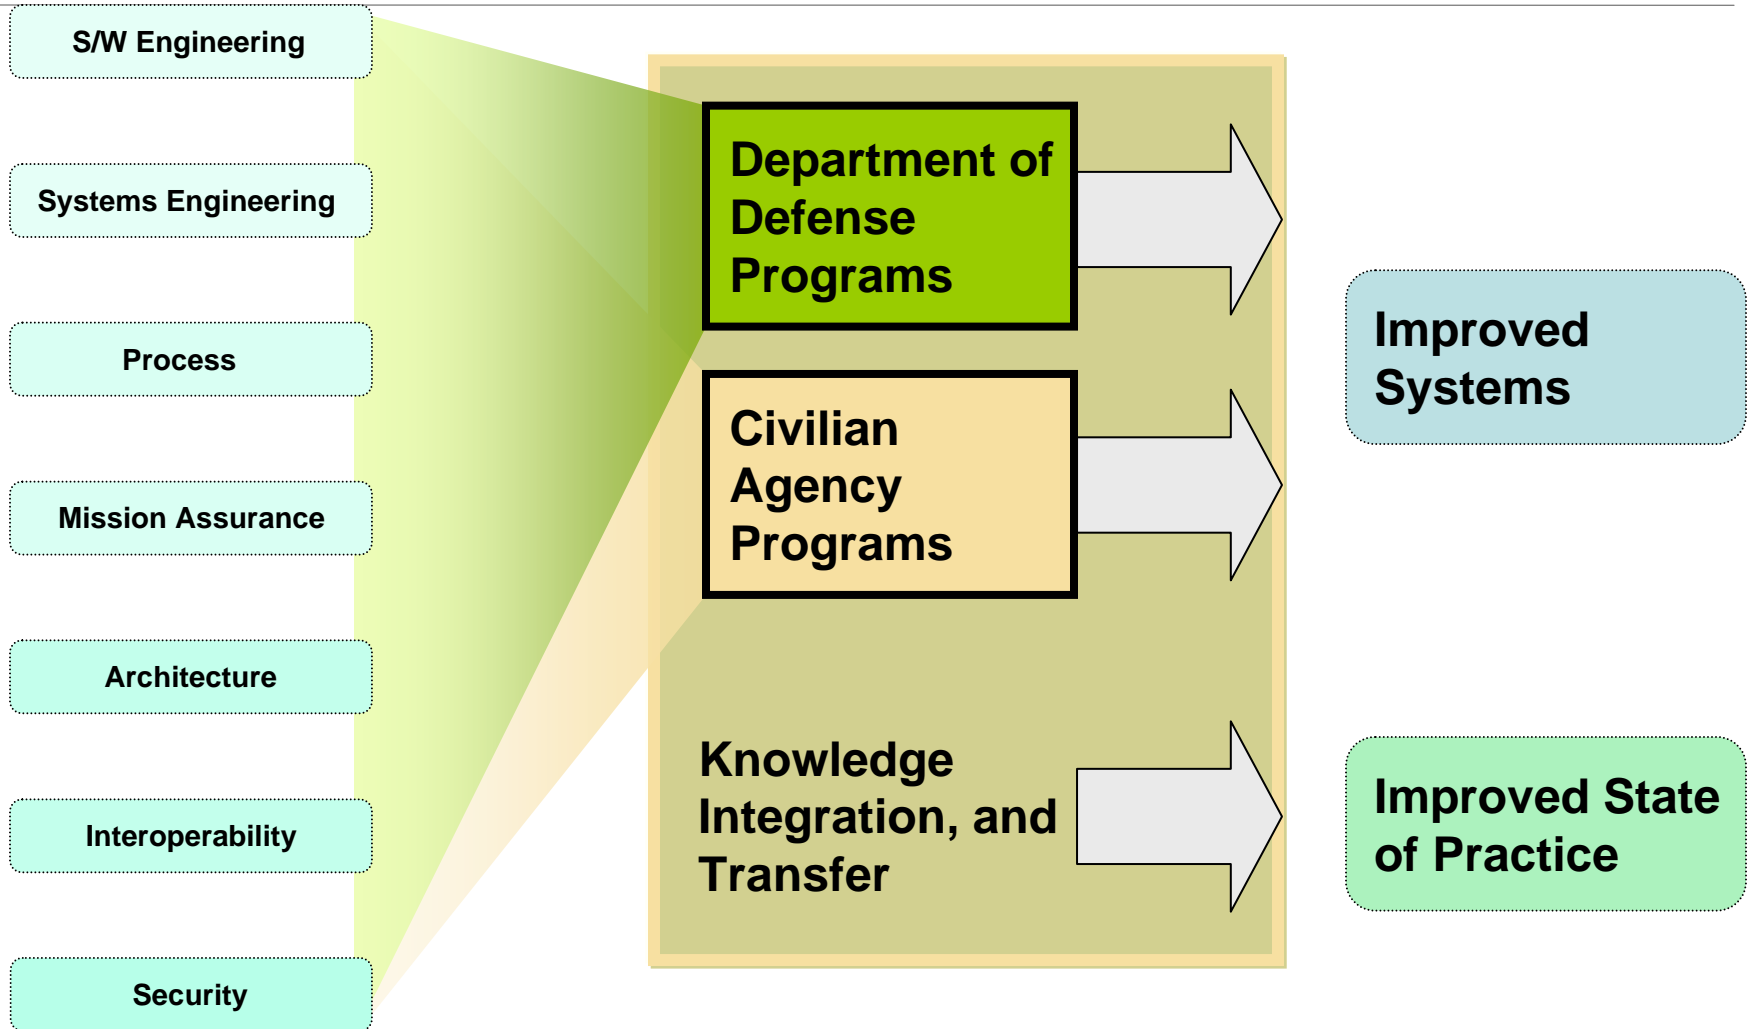 S/W Engineering
Systems Engineering
Process
Mission Assurance
Architecture
Interoperability
Security
Department of
Defense
Programs
Civilian
Agency
Programs
Knowledge
Integration, and
Transfer
Improved
Systems
Improved State
of Practice